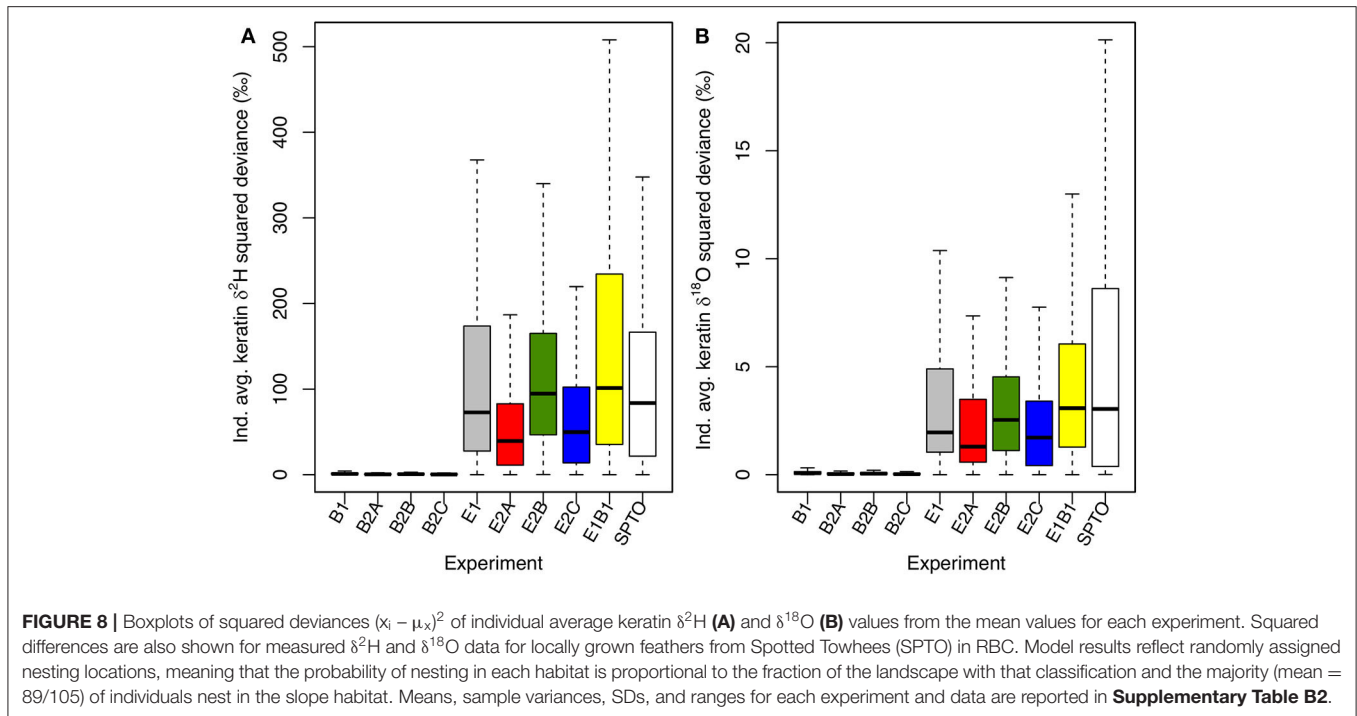 A
Ind. avg. keratin δ²H squared deviance (‰)
500
400
300
200
100
0
B1
B2A
B2B
B2C
E1
E2A
E2B
E2C
E1B1
SPTO
Experiment
B
Ind. avg. keratin δ¹⁸O squared deviance (‰)
20
15
10
5
0
B1
B2A
B2B
B2C
E1
E2A
E2B
E2C
E1B1
SPTO
Experiment
FIGURE 8 | Boxplots of squared deviances (xᵢ – μₓ)² of individual average keratin δ²H (A) and δ¹⁸O (B) values from the mean values for each experiment. Squared
differences are also shown for measured δ²H and δ¹⁸O data for locally grown feathers from Spotted Towhees (SPTO) in RBC. Model results reflect randomly assigned
nesting locations, meaning that the probability of nesting in each habitat is proportional to the fraction of the landscape with that classification and the majority (mean =
89/105) of individuals nest in the slope habitat. Means, sample variances, SDs, and ranges for each experiment and data are reported in Supplementary Table B2.